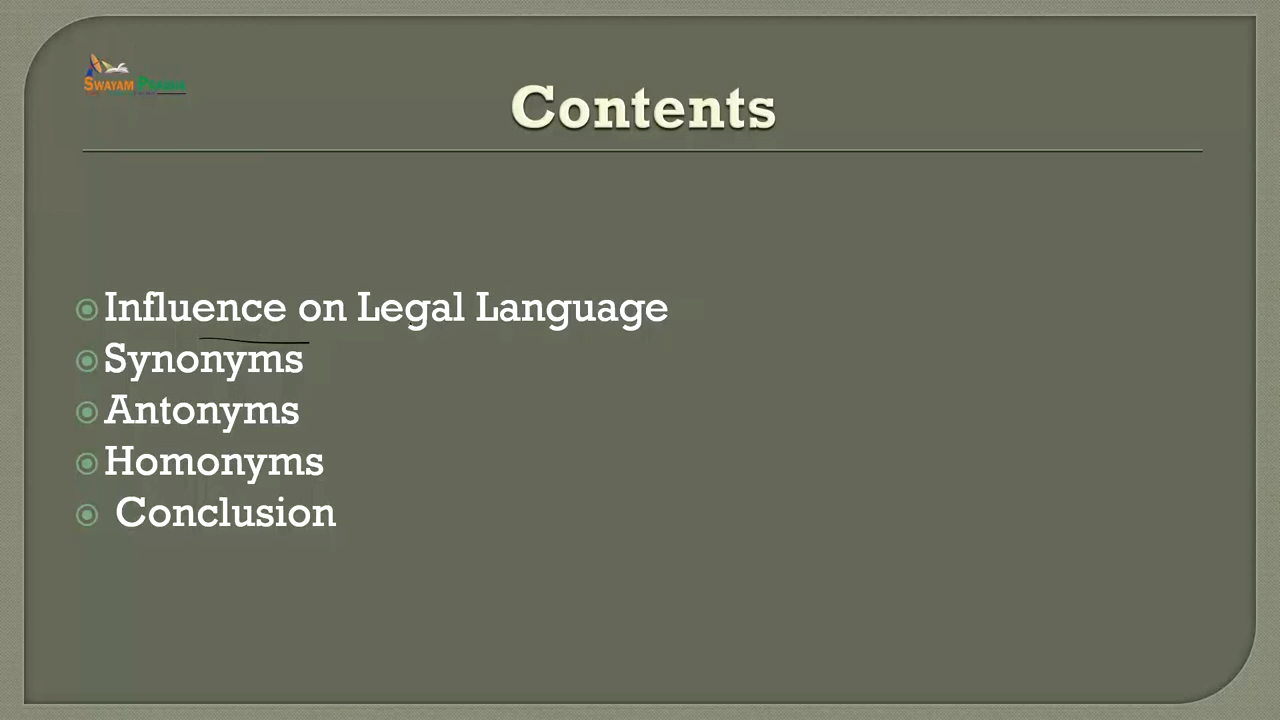 SWAYAM PRABHA
Contents
Influence on Legal Language
Synonyms
Antonyms
Homonyms
Conclusion